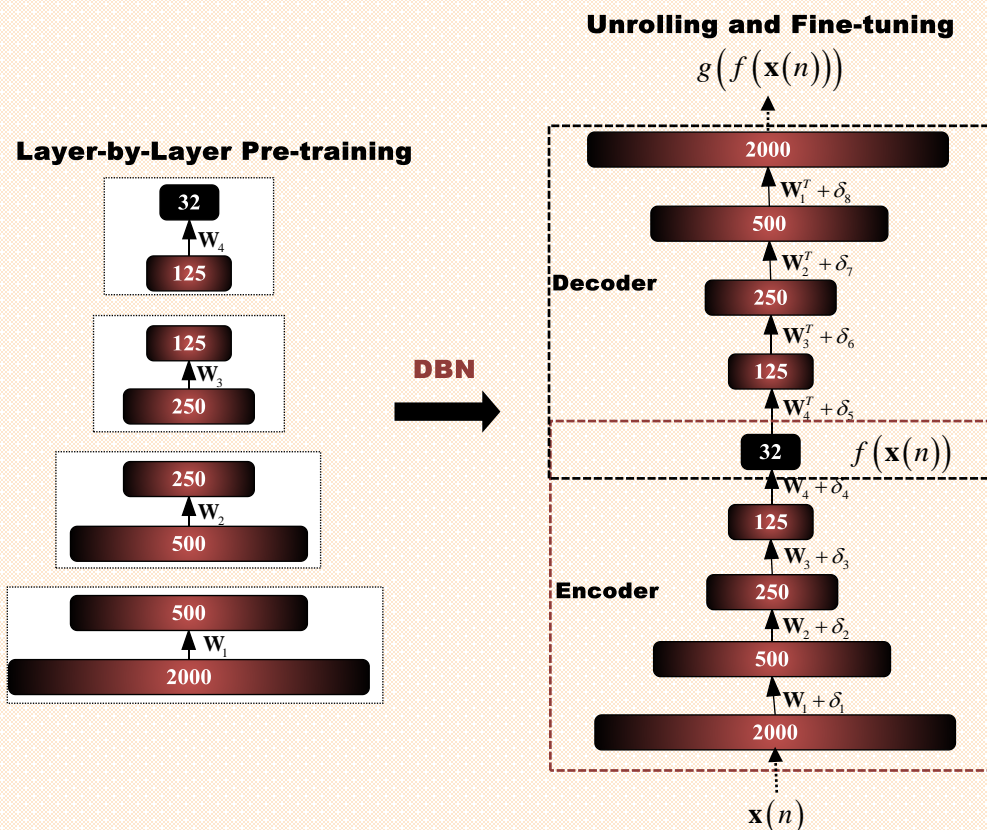 Layer-by-Layer Pre-training
32
W₄
125
125
W₃
250
250
W₂
500
500
W₁
2000
DBN
Unrolling and Fine-tuning
g(f(x(n)))
2000
W₁ᵀ + δ₈
500
W₂ᵀ + δ₇
Decoder
250
W₃ᵀ + δ₆
125
W₄ᵀ + δ₅
32
f(x(n))
W₄ + δ₄
125
W₃ + δ₃
Encoder
250
W₂ + δ₂
500
W₁ + δ₁
2000
x(n)